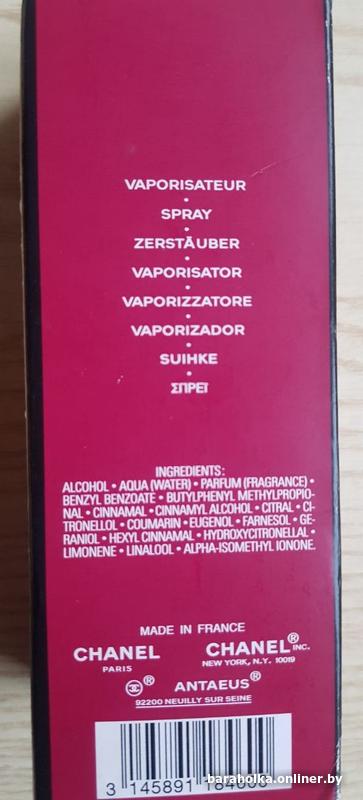 VAPORISATEUR
•
SPRAY
•
ZERSTÄUBER
•
VAPORISATOR
•
VAPORIZZATORE
•
VAPORIZADOR
•
SUIHKE
•
ΣΠΡΕΪ
INGREDIENTS:
ALCOHOL • AQUA (WATER) • PARFUM (FRAGRANCE) •
BENZYL BENZOATE • BUTYLPHENYL METHYLPROPIO-
NAL • CINNAMAL • CINNAMYL ALCOHOL • CITRAL • CI-
TRONELLOL • COUMARIN • EUGENOL • FARNESOL • GE-
RANIOL • HEXYL CINNAMAL • HYDROXYCITRONELLAL •
LIMONENE • LINALOOL • ALPHA-ISOMETHYL IONONE.
MADE IN FRANCE
CHANEL CHANEL® INC.
PARIS NEW YORK, N.Y. 10019
® ANTAEUS®
92200 NEUILLY SUR SEINE
3 145891
baraholka.onliner.by